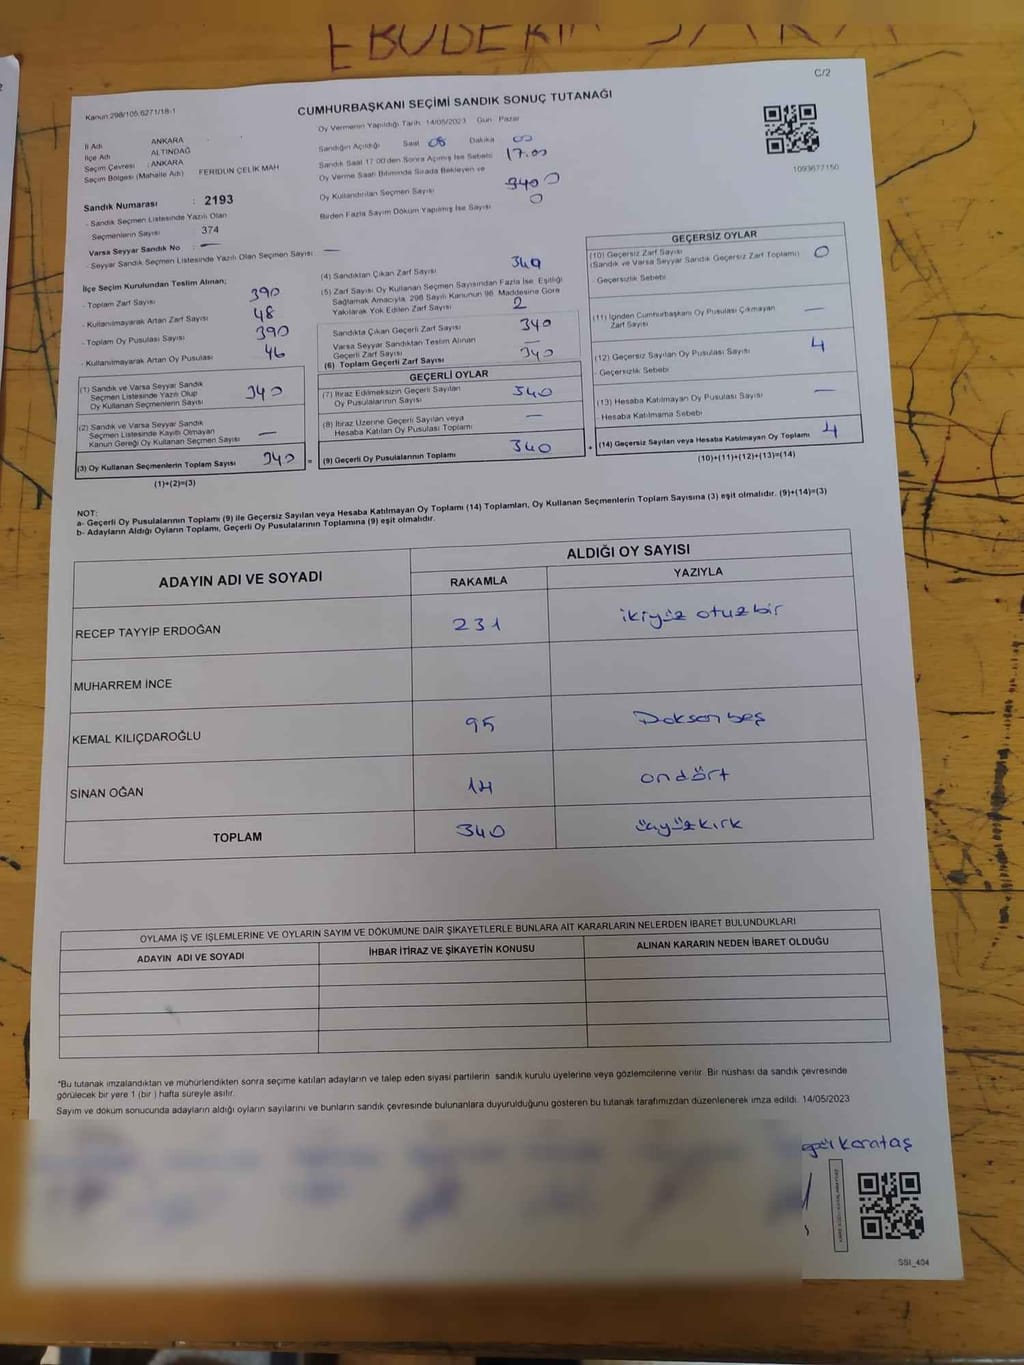 C/2
Kanun:298/105,6271/18-1
CUMHURBAŞKANI SEÇİMİ SANDIK SONUÇ TUTANAĞI
Oy Vermenin Yapıldığı Tarih 14/05/2023 Gün Pazar
İl Adı ANKARA
İlçe Adı ALTINDAĞ
Seçim Çevresi : ANKARA
Seçim Bölgesi (Mahalle Adı) FERIDUN ÇELİK MAH
Sandık Numarası : 2193
- Sandık Seçmen Listesinde Yazılı Olan
Seçmenlerin Sayısı 374
Varsa Seyyar Sandık No : —
- Seyyar Sandık Seçmen Listesinde Yazılı Olan Seçmen Sayısı —
Sandığın Açıldığı Saat 08 Dakika 00
Sandık Saat 17:00'den Sonra Açılmış İse Sebebi 17.00
Oy Verme Saati Bitiminde Sırada Bekleyen ve
Oy Kullandırılan Seçmen Sayısı
Birden Fazla Sayım Döküm Yapılmış İse Sayısı 0
1093677150
İlçe Seçim Kurulundan Teslim Alınan;
- Toplam Zarf Sayısı 390
- Kullanılmayarak Artan Zarf Sayısı 48
- Toplam Oy Pusulası Sayısı 390
- Kullanılmayarak Artan Oy Pusulası 46
(1) Sandık ve Varsa Seyyar Sandık
Seçmen Listesinde Yazılı Olup
Oy Kullanan Seçmenlerin Sayısı 340
(2) Sandık ve Varsa Seyyar Sandık
Seçmen Listesinde Kayıtlı Olmayan
Kanun Gereği Oy Kullanan Seçmen Sayısı —
(3) Oy Kullanan Seçmenlerin Toplam Sayısı 340 =
(1)+(2)=(3)
(4) Sandıktan Çıkan Zarf Sayısı
(5) Zarf Sayısı Oy Kullanan Seçmen Sayısından Fazla İse, Eşitliği
Sağlamak Amacıyla, 298 Sayılı Kanunun 98. Maddesine Göre
Yakılarak Yok Edilen Zarf Sayısı 2
Sandıkta Çıkan Geçerli Zarf Sayısı 340
Varsa Seyyar Sandıktan Teslim Alınan
Geçerli Zarf Sayısı —
(6) Toplam Geçerli Zarf Sayısı 340
GEÇERLİ OYLAR
(7) İtiraz Edilmeksizin Geçerli Sayılan
Oy Pusulalarının Sayısı 340
(8) İtiraz Üzerine Geçerli Sayılan veya
Hesaba Katılan Oy Pusulası Toplamı —
(9) Geçerli Oy Pusulalarının Toplamı 340 +
GEÇERSİZ OYLAR
(10) Geçersiz Zarf Sayısı
(Sandık ve Varsa Seyyar Sandık Geçersiz Zarf Toplamı) 0
- Geçersizlik Sebebi
(11) İçinden Cumhurbaşkanı Oy Pusulası Çıkmayan
Zarf Sayısı —
(12) Geçersiz Sayılan Oy Pusulası Sayısı 4
- Geçersizlik Sebebi
(13) Hesaba Katılmayan Oy Pusulası Sayısı —
- Hesaba Katılmama Sebebi
(14) Geçersiz Sayılan veya Hesaba Katılmayan Oy Toplamı 4
(10)+(11)+(12)+(13)=(14)
NOT:
a- Geçerli Oy Pusulalarının Toplamı (9) ile Geçersiz Sayılan veya Hesaba Katılmayan Oy Toplamı (14) Toplamları, Oy Kullanan Seçmenlerin Toplam Sayısına (3) eşit olmalıdır. (9)+(14)=(3)
b- Adayların Aldığı Oyların Toplamı, Geçerli Oy Pusulalarının Toplamına (9) eşit olmalıdır.
ADAYIN ADI VE SOYADI
ALDIĞI OY SAYISI
RAKAMLA YAZIYLA
RECEP TAYYİP ERDOĞAN 231 ikiyüz otuzbir
MUHARREM İNCE
KEMAL KILIÇDAROĞLU 95 Doksan beş
SİNAN OĞAN 14 ondört
TOPLAM 340 üçyüzkırk
OYLAMA İŞ VE İŞLEMLERİNE VE OYLARIN SAYIM VE DÖKÜMÜNE DAİR ŞİKAYETLERLE BUNLARA AİT KARARLARIN NELERDEN İBARET BULUNDUKLARI
ADAYIN ADI VE SOYADI İHBAR İTİRAZ VE ŞİKAYETİN KONUSU ALINAN KARARIN NEDEN İBARET OLDUĞU
*Bu tutanak imzalandıktan ve mühürlendikten sonra seçime katılan adayların ve talep eden siyasi partilerin sandık kurulu üyelerine veya gözlemcilerine verilir. Bir nüshası da sandık çevresinde
görülecek bir yere 1 (bir) hafta süreyle asılır.
Sayım ve döküm sonucunda adayların aldığı oyların sayılarını ve bunların sandık çevresinde bulunanlara duyurulduğunu gösteren bu tutanak tarafımızdan düzenlenerek imza edildi. 14/05/2023
karataş
SSI_404